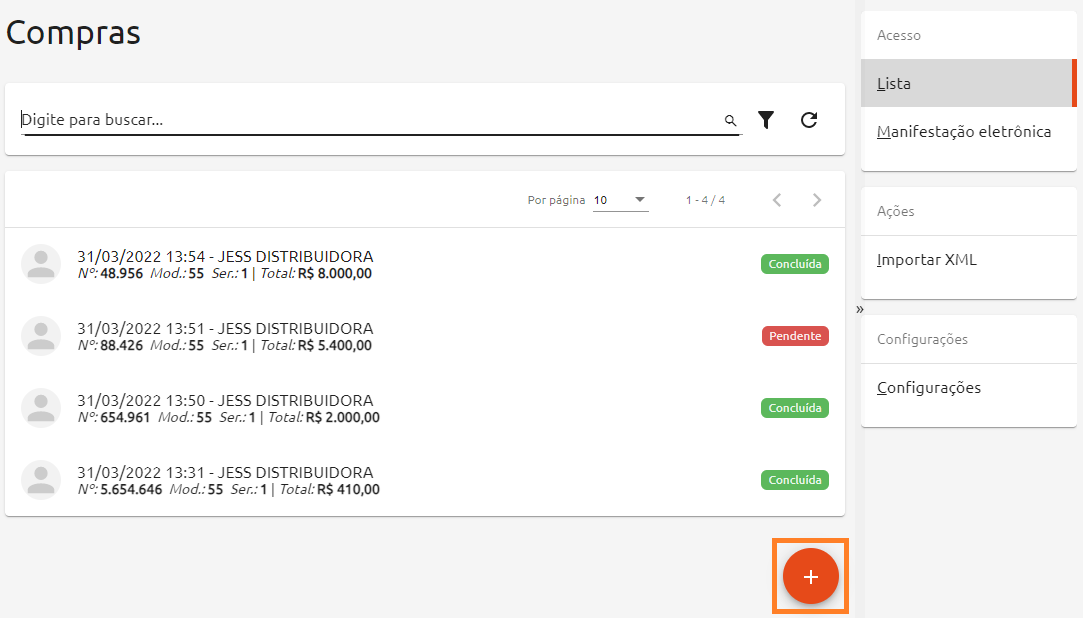 Compras
Digite para buscar...
Por página 10 1 - 4 / 4
31/03/2022 13:54 - JESS DISTRIBUIDORA
Nº: 48.956 Mod.: 55 Ser.: 1 | Total: R$ 8.000,00
Concluída
31/03/2022 13:51 - JESS DISTRIBUIDORA
Nº: 88.426 Mod.: 55 Ser.: 1 | Total: R$ 5.400,00
Pendente
31/03/2022 13:50 - JESS DISTRIBUIDORA
Nº: 654.961 Mod.: 55 Ser.: 1 | Total: R$ 2.000,00
Concluída
31/03/2022 13:31 - JESS DISTRIBUIDORA
Nº: 5.654.646 Mod.: 55 Ser.: 1 | Total: R$ 410,00
Concluída
+
»
Acesso
Lista
Manifestação eletrônica
Ações
Importar XML
Configurações
Configurações